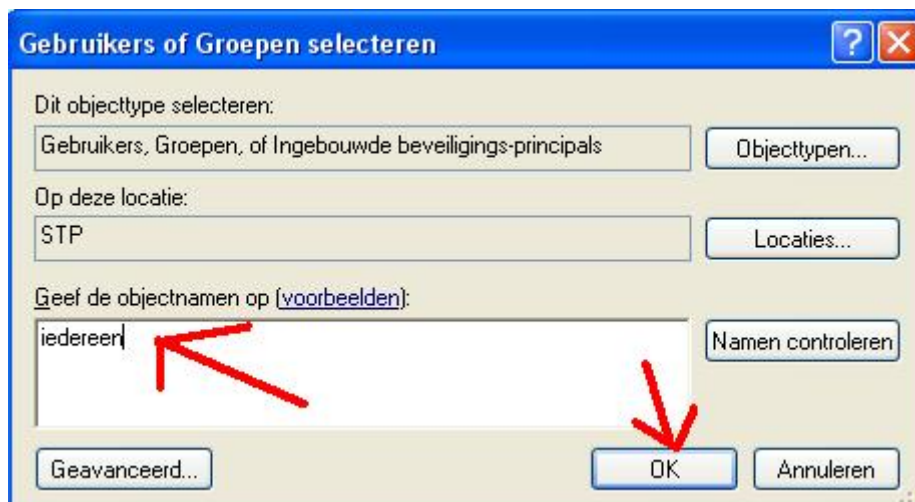 Gebruikers of Groepen selecteren
Dit objecttype selecteren:
Gebruikers, Groepen, of Ingebouwde beveiligings-principals
Objecttypen...
Op deze locatie:
STP
Locaties...
Geef de objectnamen op (voorbeelden):
iedereen
Namen controleren
Geavanceerd...
OK
Annuleren